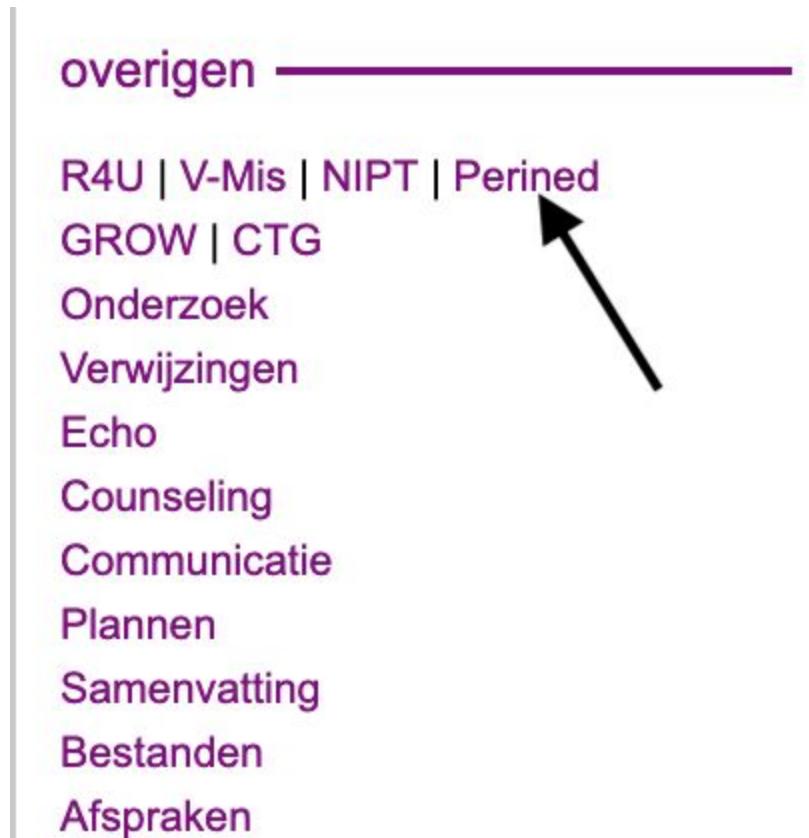 overigen
R4U | V-Mis | NIPT | Perined
GROW | CTG
Onderzoek
Verwijzingen
Echo
Counseling
Communicatie
Plannen
Samenvatting
Bestanden
Afspraken